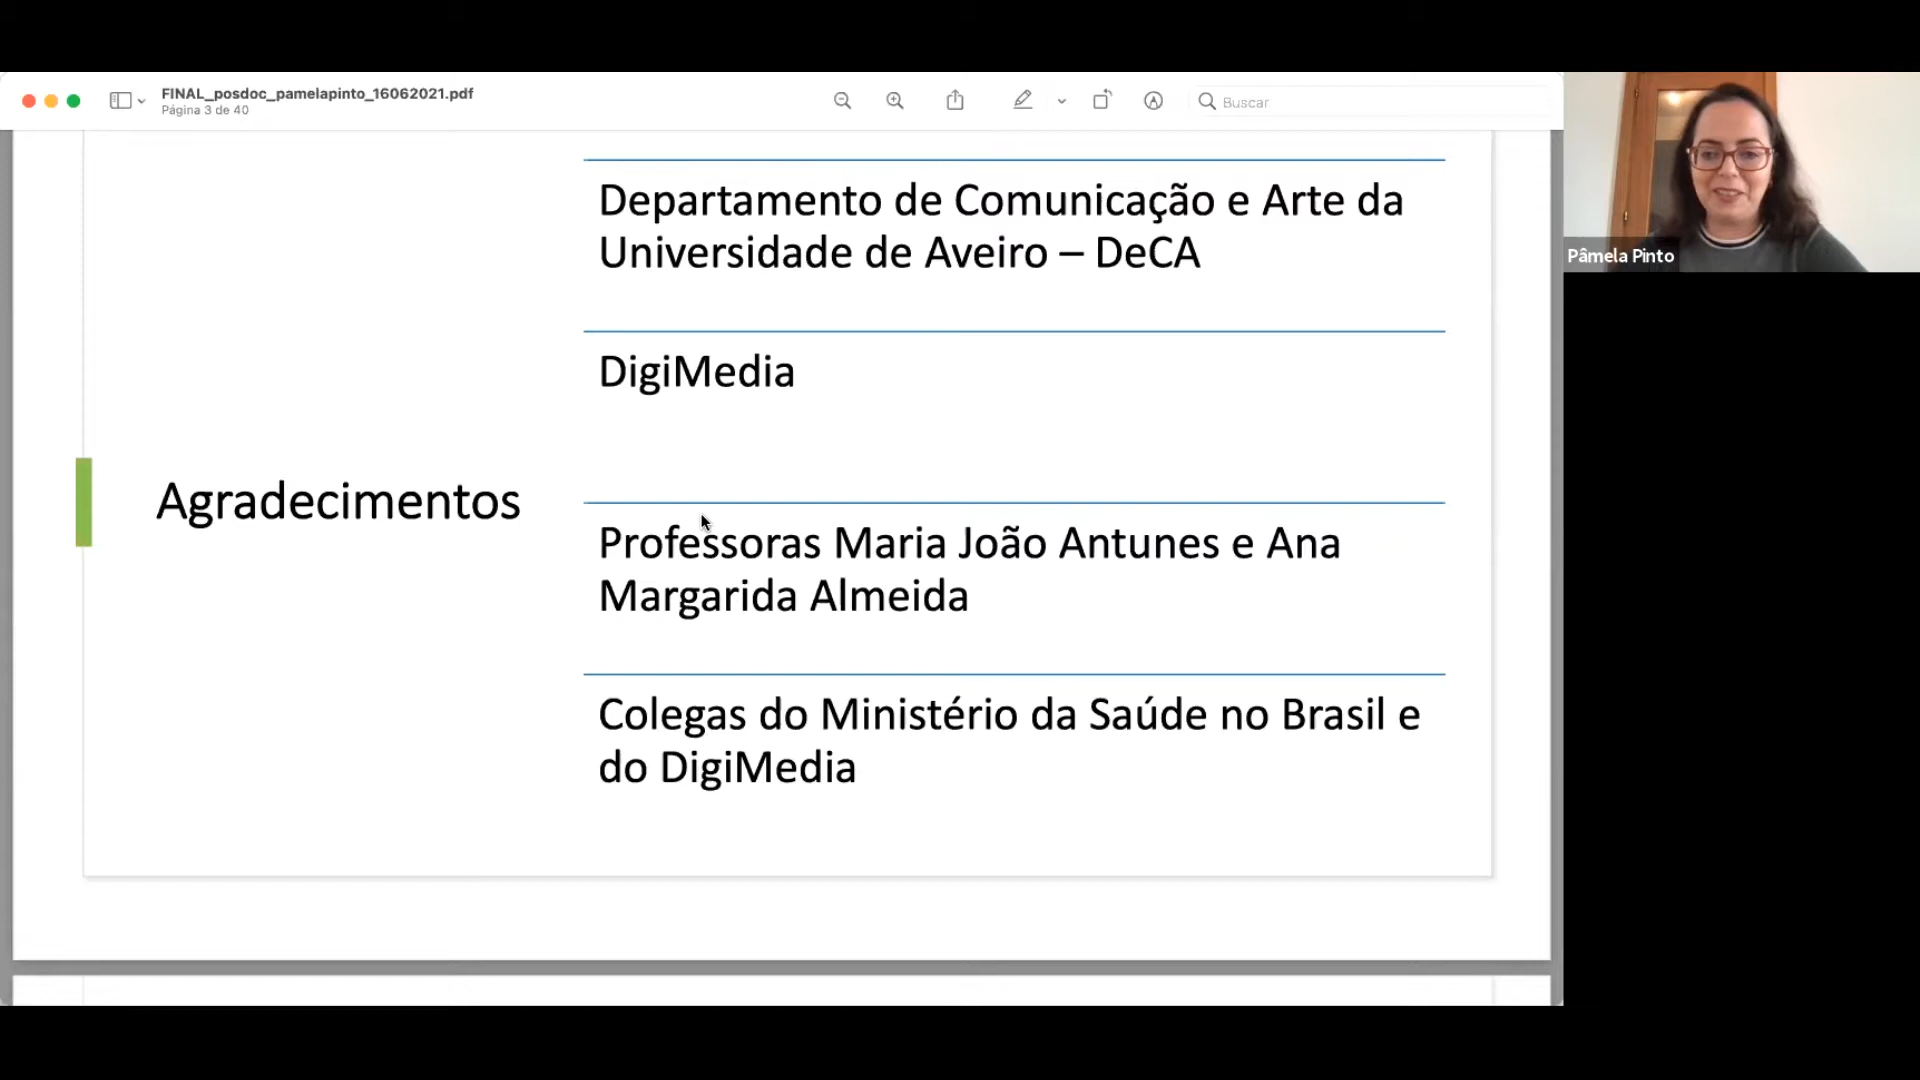 FINAL_posdoc_pamelapinto_16062021.pdf
Página 3 de 40
Buscar
Pâmela Pinto
Agradecimentos
Departamento de Comunicação e Arte da
Universidade de Aveiro – DeCA
DigiMedia
Professoras Maria João Antunes e Ana
Margarida Almeida
Colegas do Ministério da Saúde no Brasil e
do DigiMedia